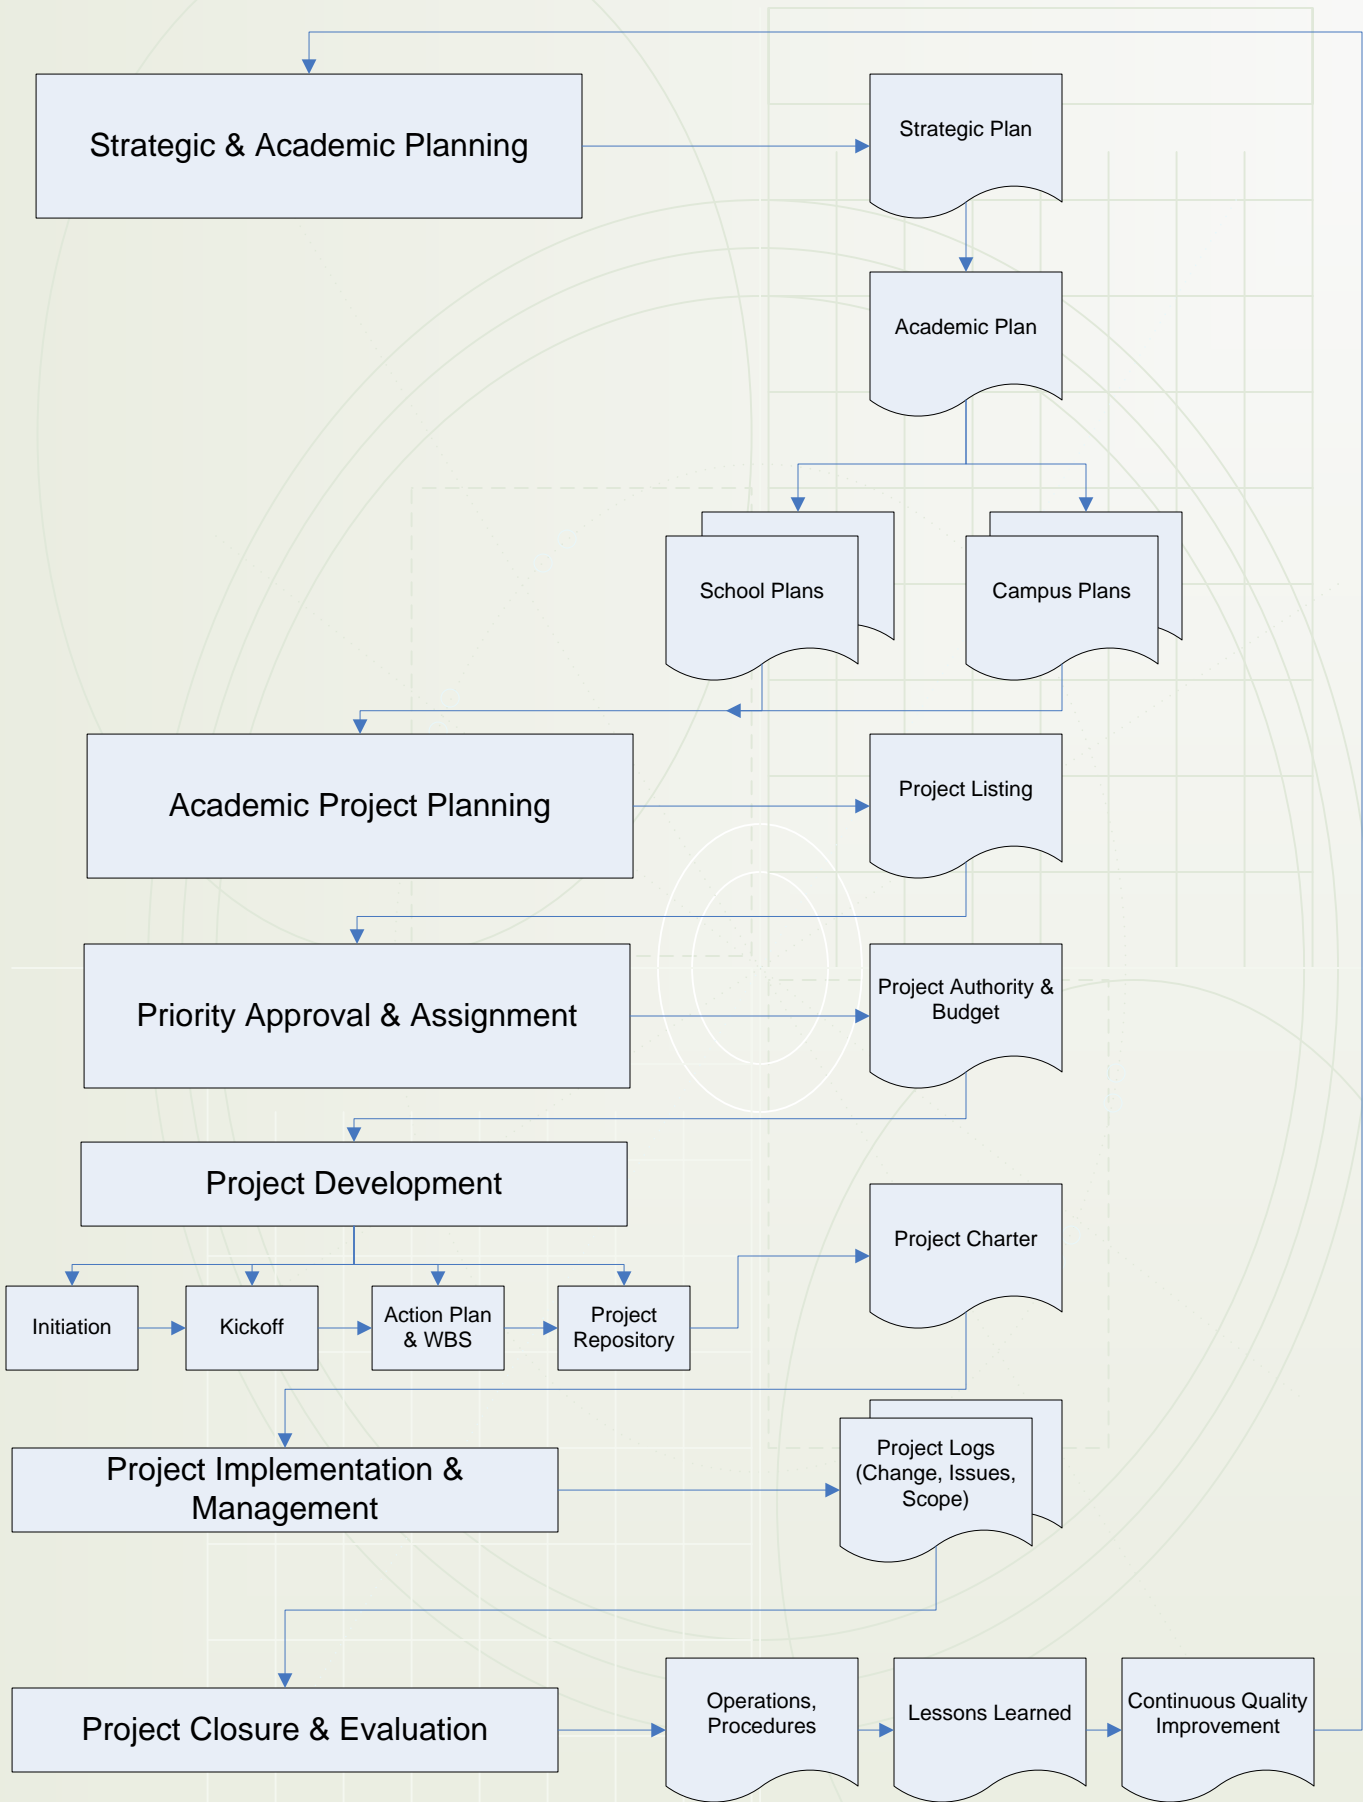 Strategic & Academic Planning
Strategic Plan
Academic Plan
School Plans
Campus Plans
Academic Project Planning
Project Listing
Priority Approval & Assignment
Project Authority &
Budget
Project Development
Project Charter
Initiation
Kickoff
Action Plan
& WBS
Project
Repository
Project Implementation &
Management
Project Logs
(Change, Issues,
Scope)
Project Closure & Evaluation
Operations,
Procedures
Lessons Learned
Continuous Quality
Improvement